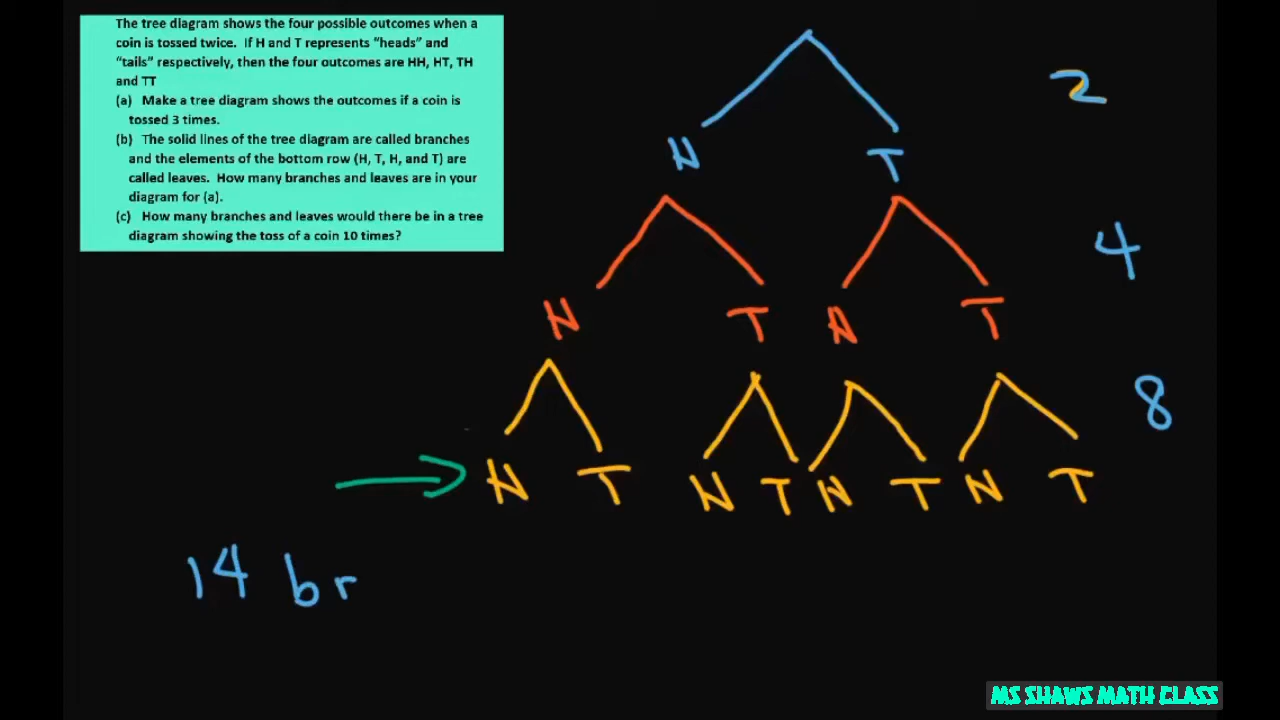 The tree diagram shows the four possible outcomes when a
coin is tossed twice. If H and T represents “heads” and
“tails” respectively, then the four outcomes are HH, HT, TH
and TT
(a) Make a tree diagram shows the outcomes if a coin is
tossed 3 times.
(b) The solid lines of the tree diagram are called branches
and the elements of the bottom row (H, T, H, and T) are
called leaves. How many branches and leaves are in your
diagram for (a).
(c) How many branches and leaves would there be in a tree
diagram showing the toss of a coin 10 times?
2
H T
4
H T H T
8
H T H T H T H T
14 br
MS SHAWS MATH CLASS